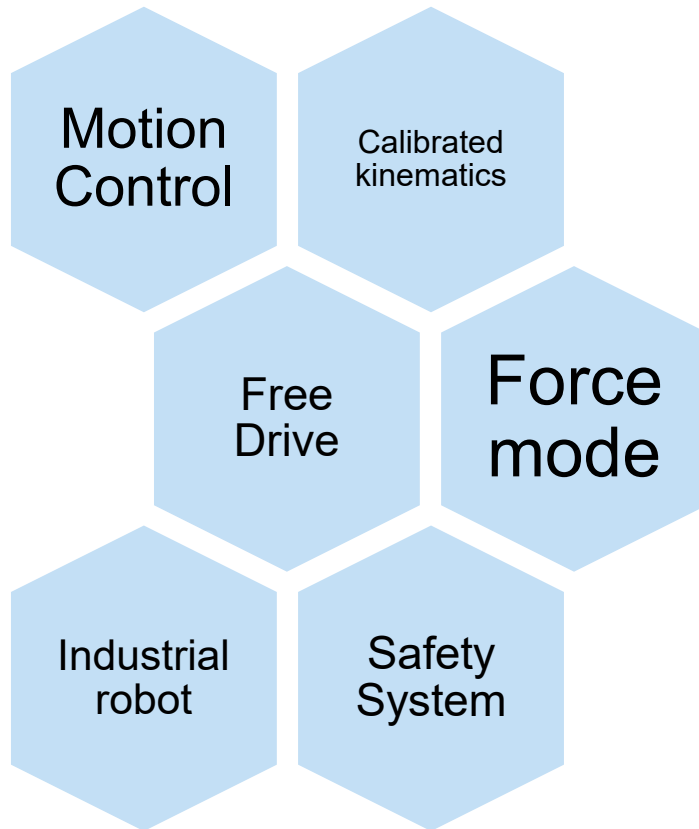 Motion
Control
Calibrated
kinematics
Free
Drive
Force
mode
Industrial
robot
Safety
System